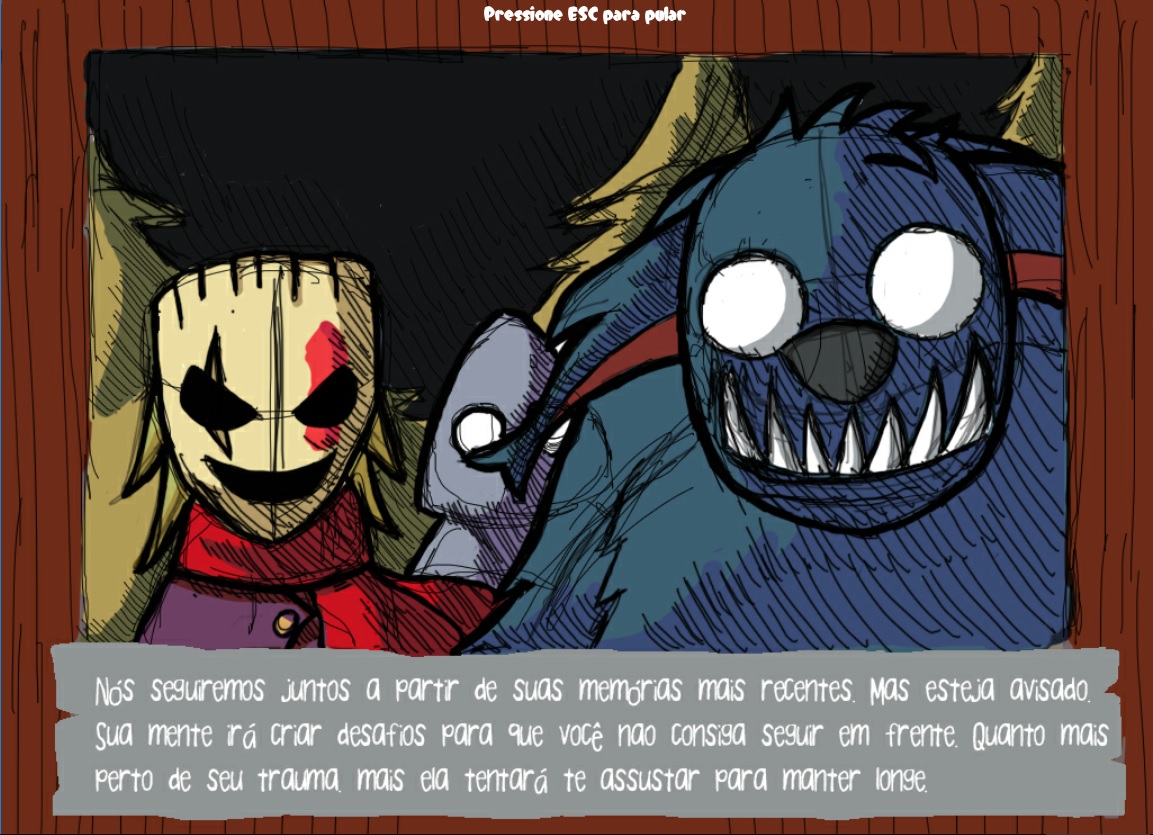 Pressione ESC para pular
Nós seguiremos juntos a partir de suas memórias mais recentes. Mas esteja avisado.
Sua mente irá criar desafios para que você nao consiga seguir em frente. Quanto mais
perto de seu trauma, mais ela tentará te assustar para manter longe.